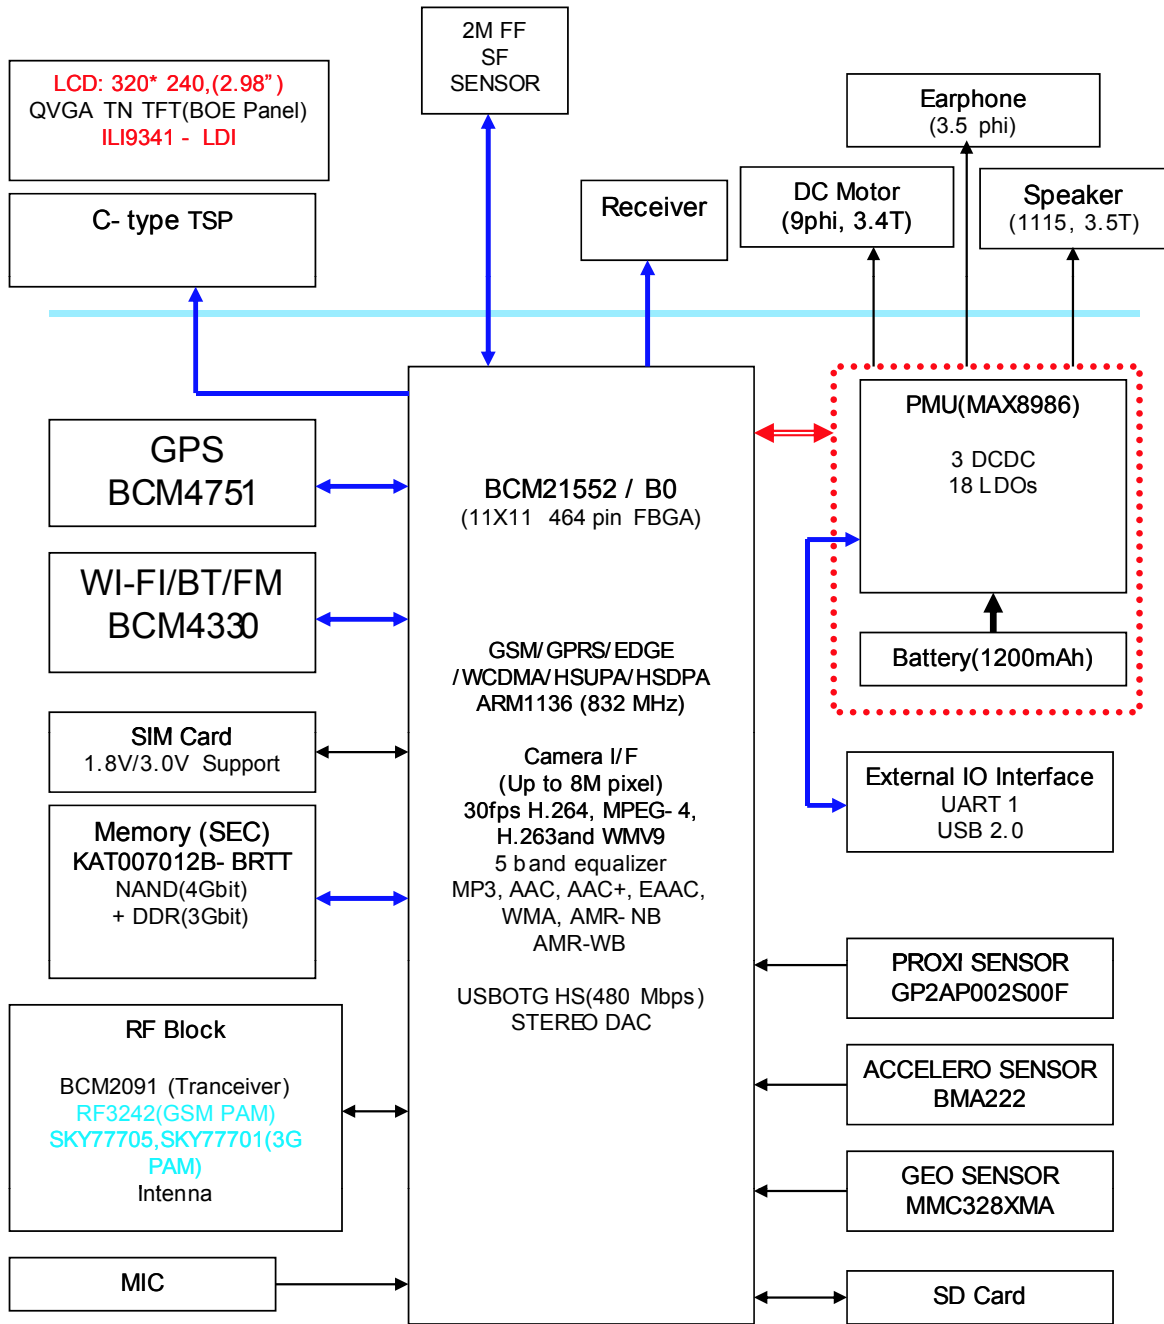 2M FF
SF
SENSOR
LCD: 320* 240,(2.98”)
QVGA TN TFT(BOE Panel)
ILI9341 - LDI
C- type TSP
Receiver
Earphone
(3.5 phi)
DC Motor
(9phi, 3.4T)
Speaker
(1115, 3.5T)
GPS
BCM4751
WI-FI/BT/FM
BCM4330
SIM Card
1.8V/3.0V Support
Memory (SEC)
KAT007012B- BRTT
NAND(4Gbit)
+ DDR(3Gbit)
RF Block
BCM2091 (Tranceiver)
RF3242(GSM PAM)
SKY77705,SKY77701(3G
PAM)
Intenna
MIC
BCM21552 / B0
(11X11 464 pin FBGA)
GSM/GPRS/EDGE
/WCDMA/HSUPA/HSDPA
ARM1136 (832 MHz)
Camera I/F
(Up to 8M pixel)
30fps H.264, MPEG- 4,
H.263and WMV9
5 band equalizer
MP3, AAC, AAC+, EAAC,
WMA, AMR- NB
AMR-WB
USBOTG HS(480 Mbps)
STEREO DAC
PMU(MAX8986)
3 DCDC
18 LDOs
Battery(1200mAh)
External IO Interface
UART 1
USB 2.0
PROXI SENSOR
GP2AP002S00F
ACCELERO SENSOR
BMA222
GEO SENSOR
MMC328XMA
SD Card